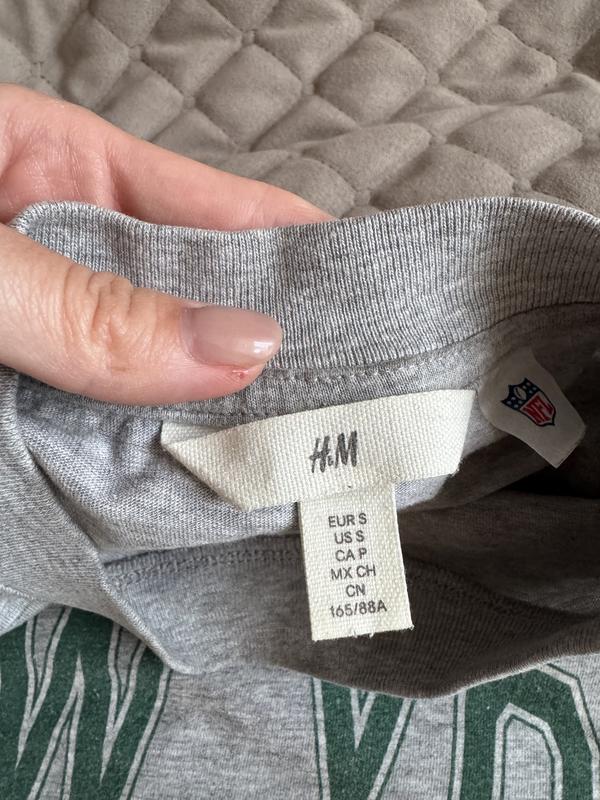 H&M
NFL
EUR S
US S
CA P
MX CH
CN
165/88A